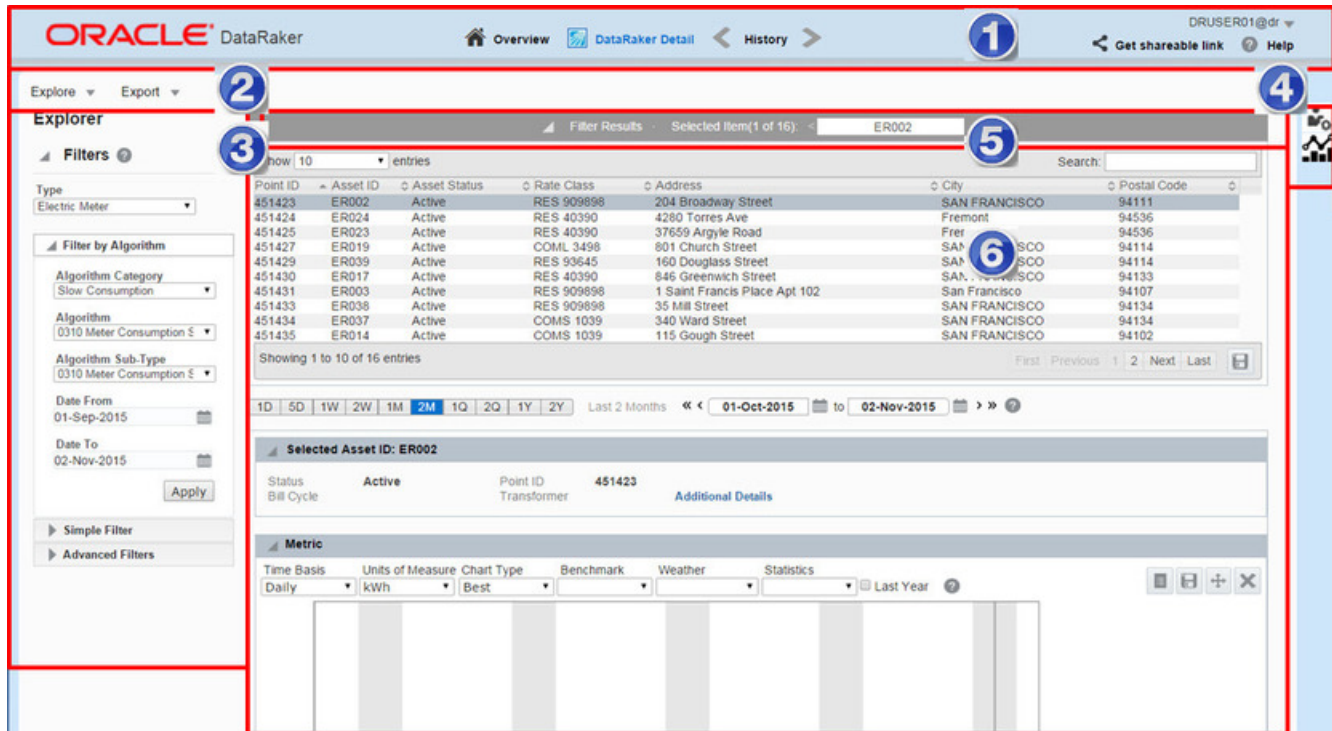 ORACLE DataRaker
Overview DataRaker Detail History
DRUSER01@dr
Get shareable link Help
1
Explore Export
2
4
Explorer
Filters
3
Filter Results - Selected Item(1 of 16): < ER002
5
10 entries
Search:
Type
Electric Meter
Point ID Asset ID Asset Status Rate Class Address City Postal Code
451423 ER002 Active RES 909898 204 Broadway Street SAN FRANCISCO 94111
451424 ER024 Active RES 40390 4280 Torres Ave Fremont 94536
451425 ER023 Active RES 40390 37659 Argyle Road 94536
451427 ER019 Active COML 3498 801 Church Street 94114
451429 ER039 Active RES 93645 160 Douglass Street 94114
451430 ER017 Active RES 40390 846 Greenwich Street 94133
451431 ER003 Active RES 909898 1 Saint Francis Place Apt 102 San Francisco 94107
451433 ER038 Active RES 909898 35 Mill Street SAN FRANCISCO 94134
451434 ER037 Active COMS 1039 340 Ward Street SAN FRANCISCO 94134
451435 ER014 Active COMS 1039 115 Gough Street SAN FRANCISCO 94102
6
Showing 1 to 10 of 16 entries
First Previous 1 2 Next Last
Filter by Algorithm
Algorithm Category
Slow Consumption
Algorithm
0310 Meter Consumption S
Algorithm Sub-Type
0310 Meter Consumption S
Date From
01-Sep-2015
Date To
02-Nov-2015
Apply
Simple Filter
Advanced Filters
1D 5D 1W 2W 1M 2M 1Q 2Q 1Y 2Y Last 2 Months « < 01-Oct-2015 to 02-Nov-2015 > »
Selected Asset ID: ER002
Status Active Point ID 451423
Bill Cycle Transformer Additional Details
Metric
Time Basis Units of Measure Chart Type Benchmark Weather Statistics
Daily kWh Best Last Year